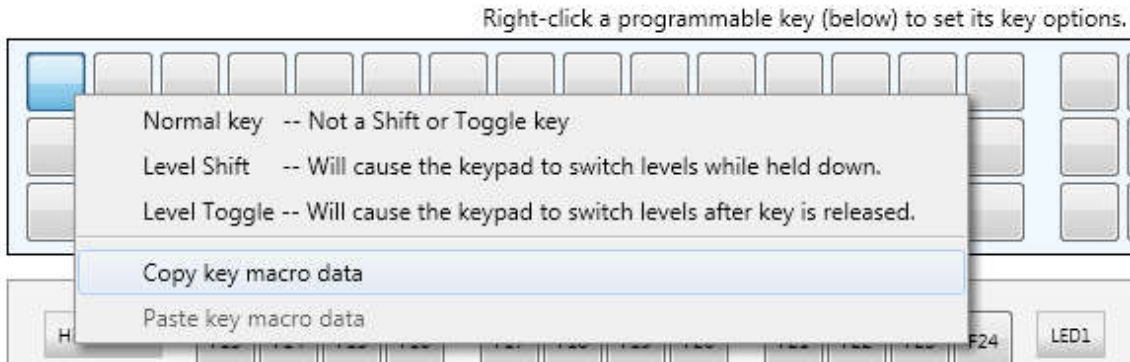 Right-click a programmable key (below) to set its key options.
Normal key -- Not a Shift or Toggle key
Level Shift -- Will cause the keypad to switch levels while held down.
Level Toggle -- Will cause the keypad to switch levels after key is released.
Copy key macro data
Paste key macro data
F24 LED1